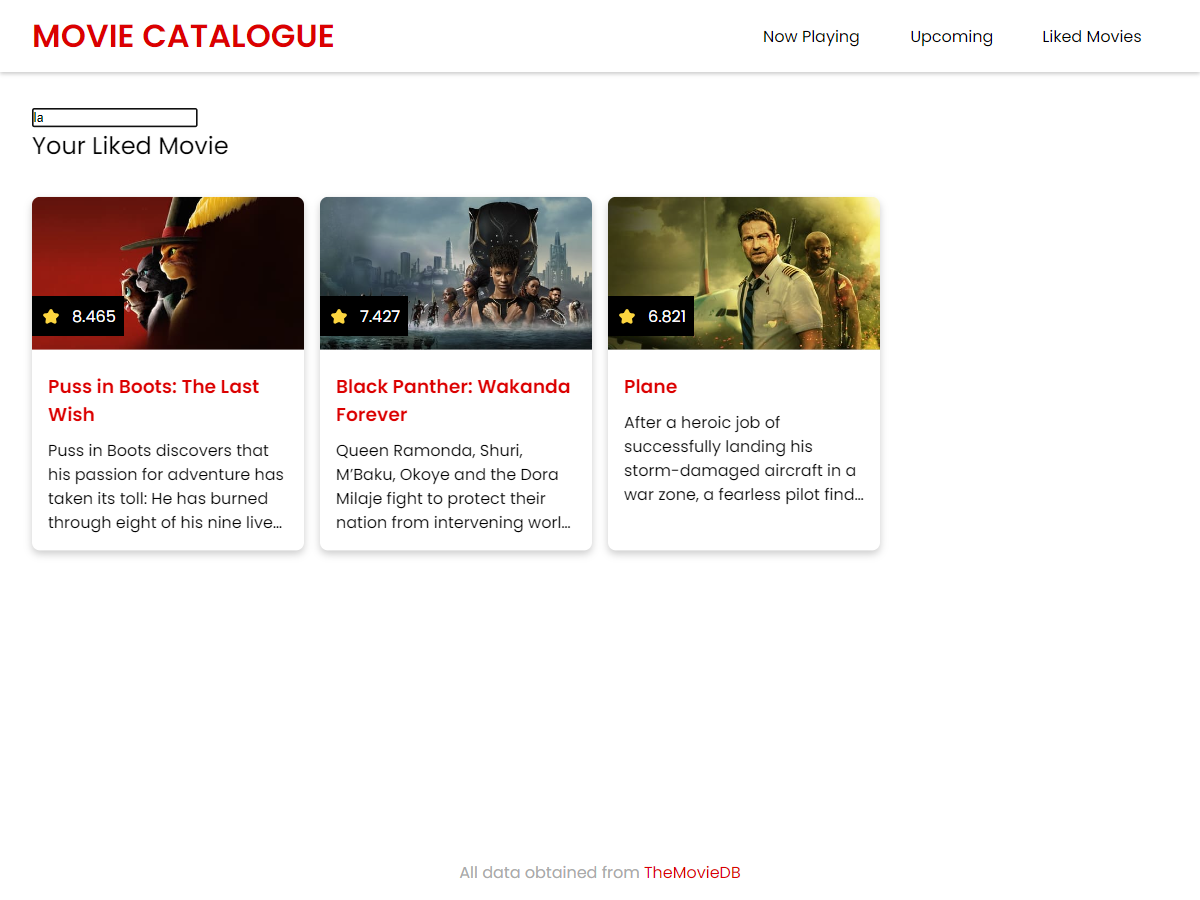 MOVIE CATALOGUE
Now Playing
Upcoming
Liked Movies
la
Your Liked Movie
8.465
Puss in Boots: The Last
Wish
Puss in Boots discovers that
his passion for adventure has
taken its toll: He has burned
through eight of his nine live...
7.427
Black Panther: Wakanda
Forever
Queen Ramonda, Shuri,
M’Baku, Okoye and the Dora
Milaje fight to protect their
nation from intervening worl...
6.821
Plane
After a heroic job of
successfully landing his
storm-damaged aircraft in a
war zone, a fearless pilot find...
All data obtained from TheMovieDB